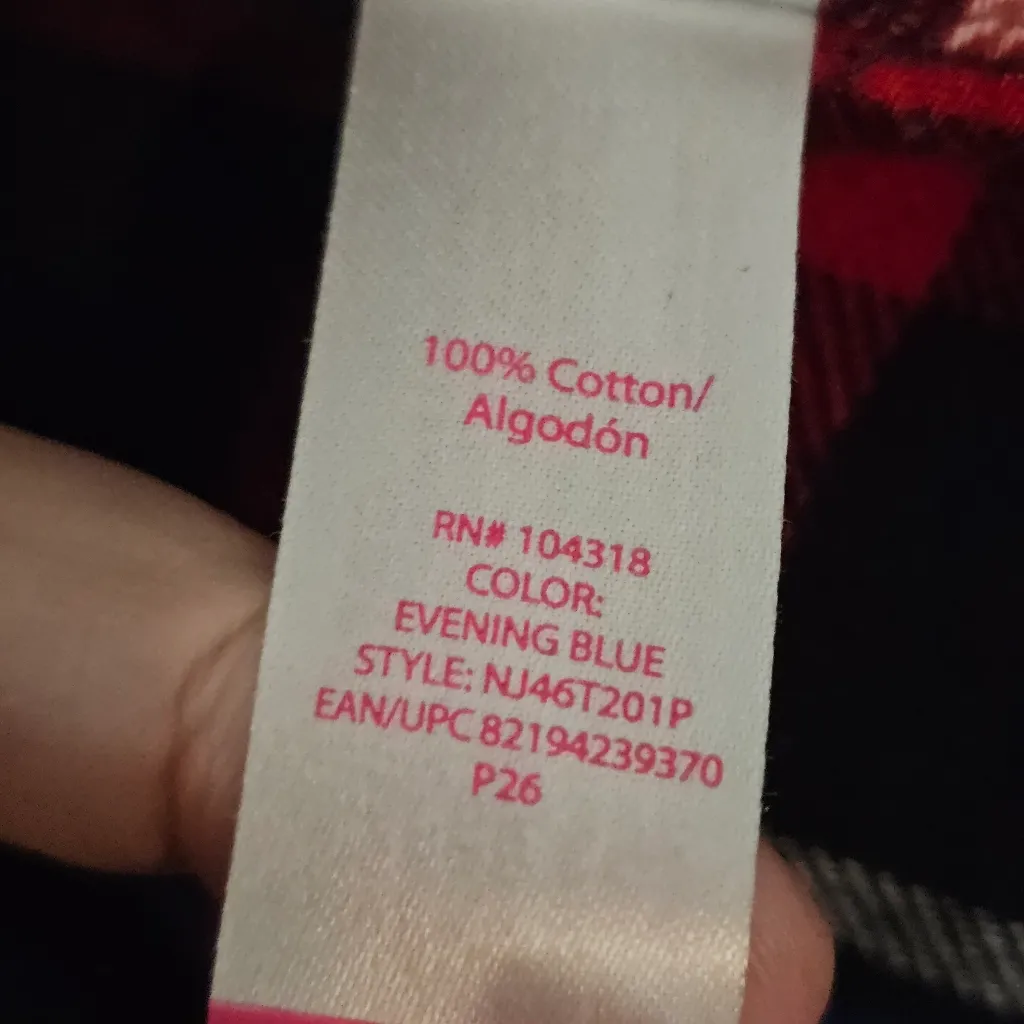 100% Cotton/
Algodón
RN# 104318
COLOR:
EVENING BLUE
STYLE: NJ46T201P
EAN/UPC 82194239370
P26